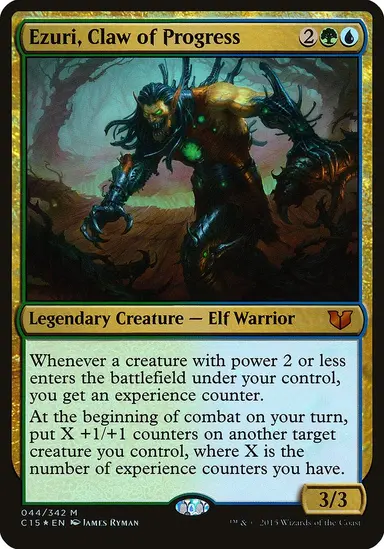 Ezuri, Claw of Progress 2
Legendary Creature — Elf Warrior
Whenever a creature with power 2 or less
enters the battlefield under your control,
you get an experience counter.
At the beginning of combat on your turn,
put X +1/+1 counters on another target
creature you control, where X is the
number of experience counters you have.
3/3
044/342 M
C15★EN James Ryman
™ & © 2015 Wizards of the Coast